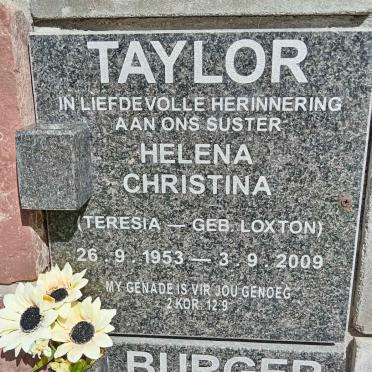 TAYLOR
IN LIEFDEVOLLE HERINNERING
AAN ONS SUSTER
HELENA
CHRISTINA
(TERESIA — GEB. LOXTON)
26 . 9 . 1953 — 3 . 9 . 2009
MY GENADE IS VIR JOU GENOEG
2 KOR. 12:9
BURGER